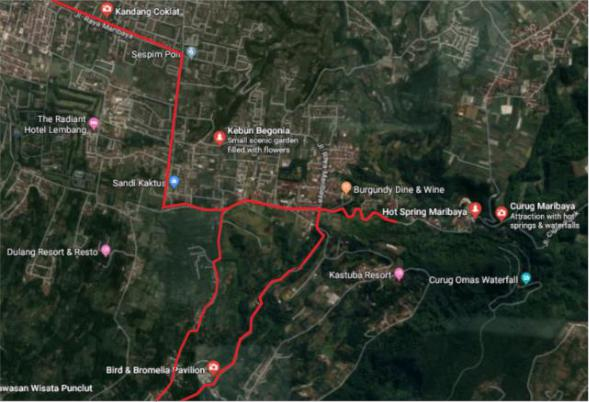 Kandang Coklat
Jl. Raya Maribaya
Sespim Polri
The Radiant
Hotel Lembang
Kebun Begonia
Small scenic garden
filled with flowers
Sandi Kaktus
Burgundy Dine & Wine
Hot Spring Maribaya
Curug Maribaya
Attraction with hot
springs & waterfalls
Dulang Resort & Resto
Kastuba Resort
Curug Omas Waterfall
Bird & Bromelia Pavilion
awasan Wisata Punclut